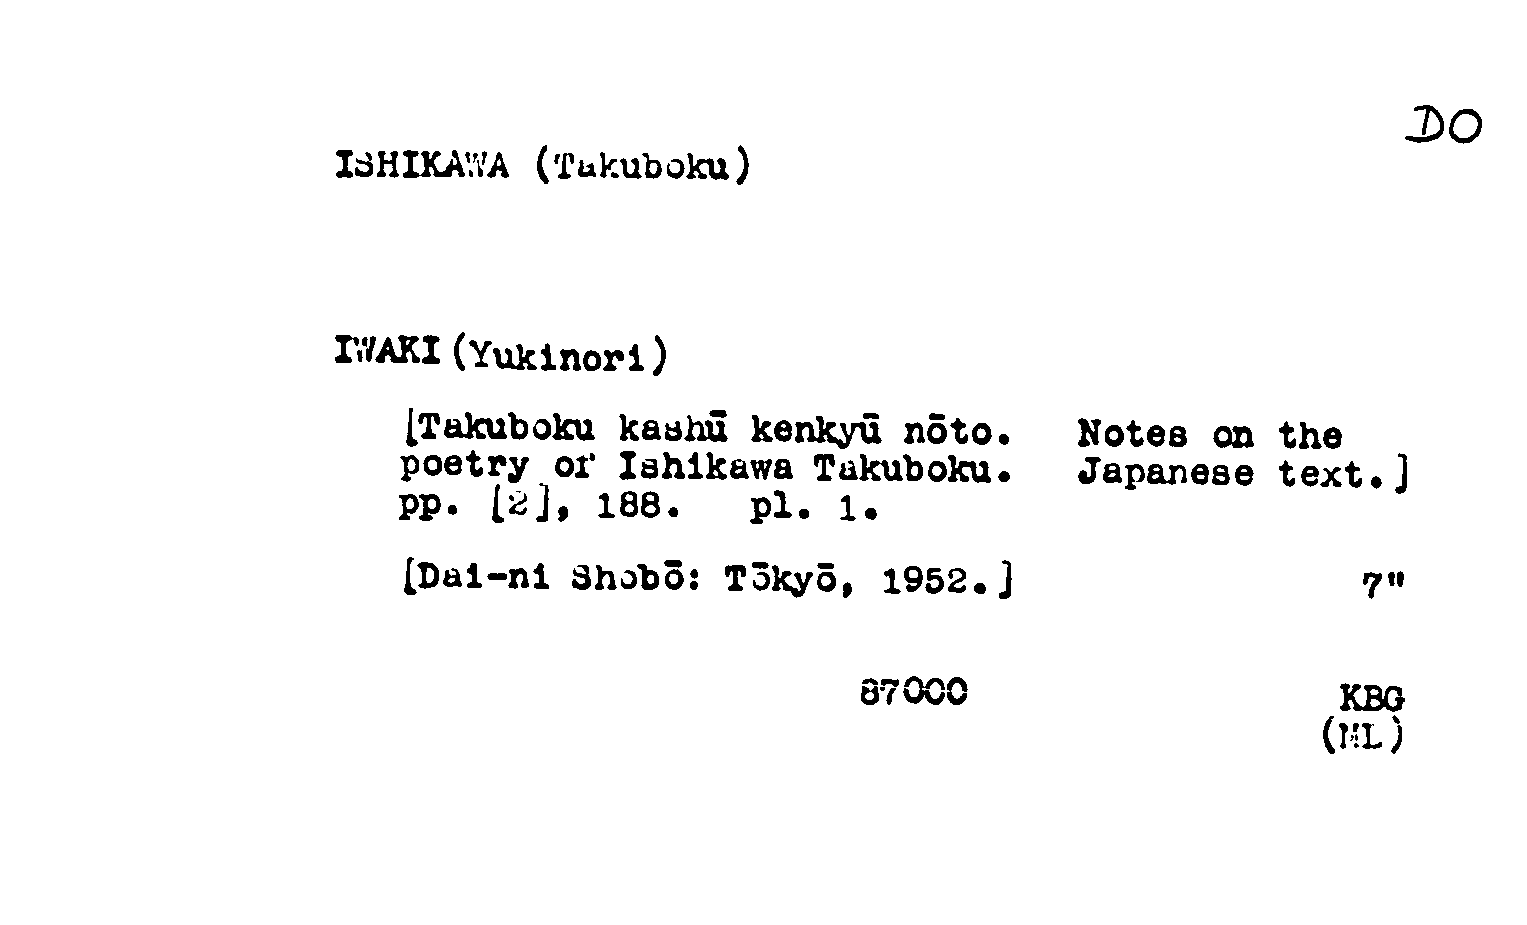 DO
ISHIKAWA (Takuboku)
IWAKI (Yukinori)
[Takuboku kashū kenkyū nōto. Notes on the
poetry of Ishikawa Takuboku. Japanese text.]
pp. [2], 188. pl. 1.
[Dai-ni Shobō: Tōkyō, 1952.] 7"
87000 KBG
(ML)